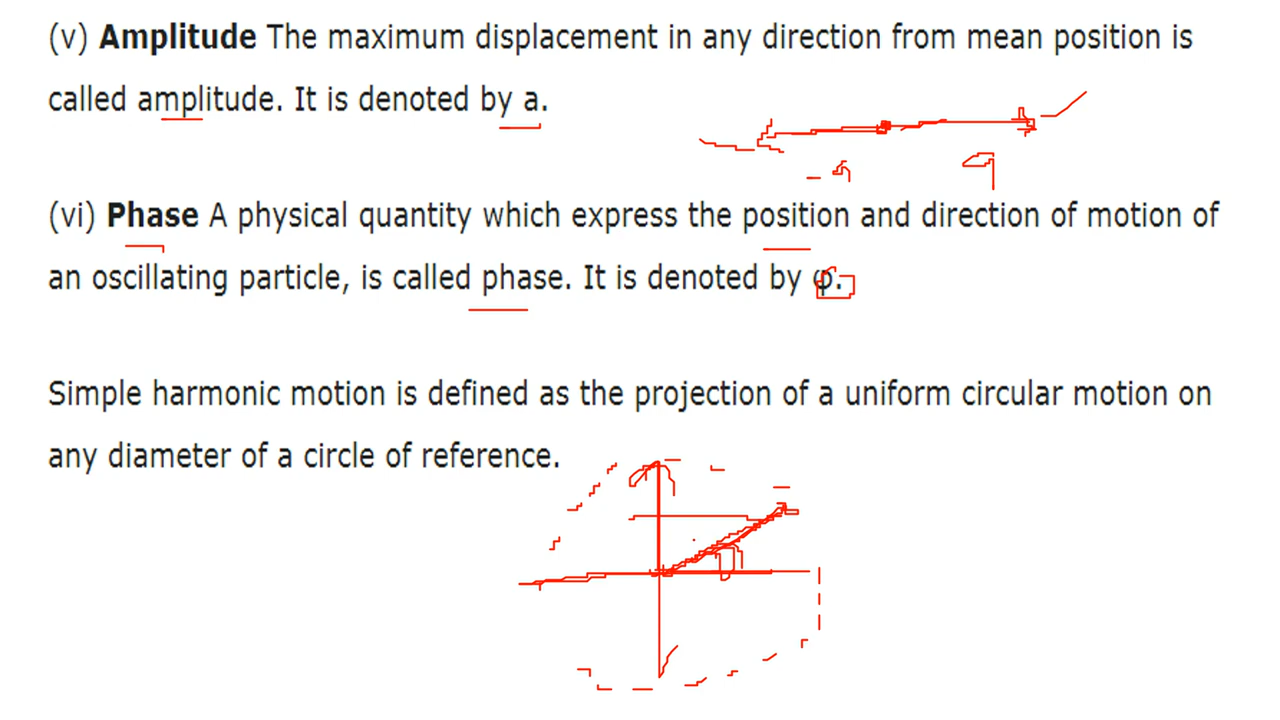 (v) Amplitude The maximum displacement in any direction from mean position is
called amplitude. It is denoted by a.
- a a
(vi) Phase A physical quantity which express the position and direction of motion of
an oscillating particle, is called phase. It is denoted by φ.
Simple harmonic motion is defined as the projection of a uniform circular motion on
any diameter of a circle of reference.